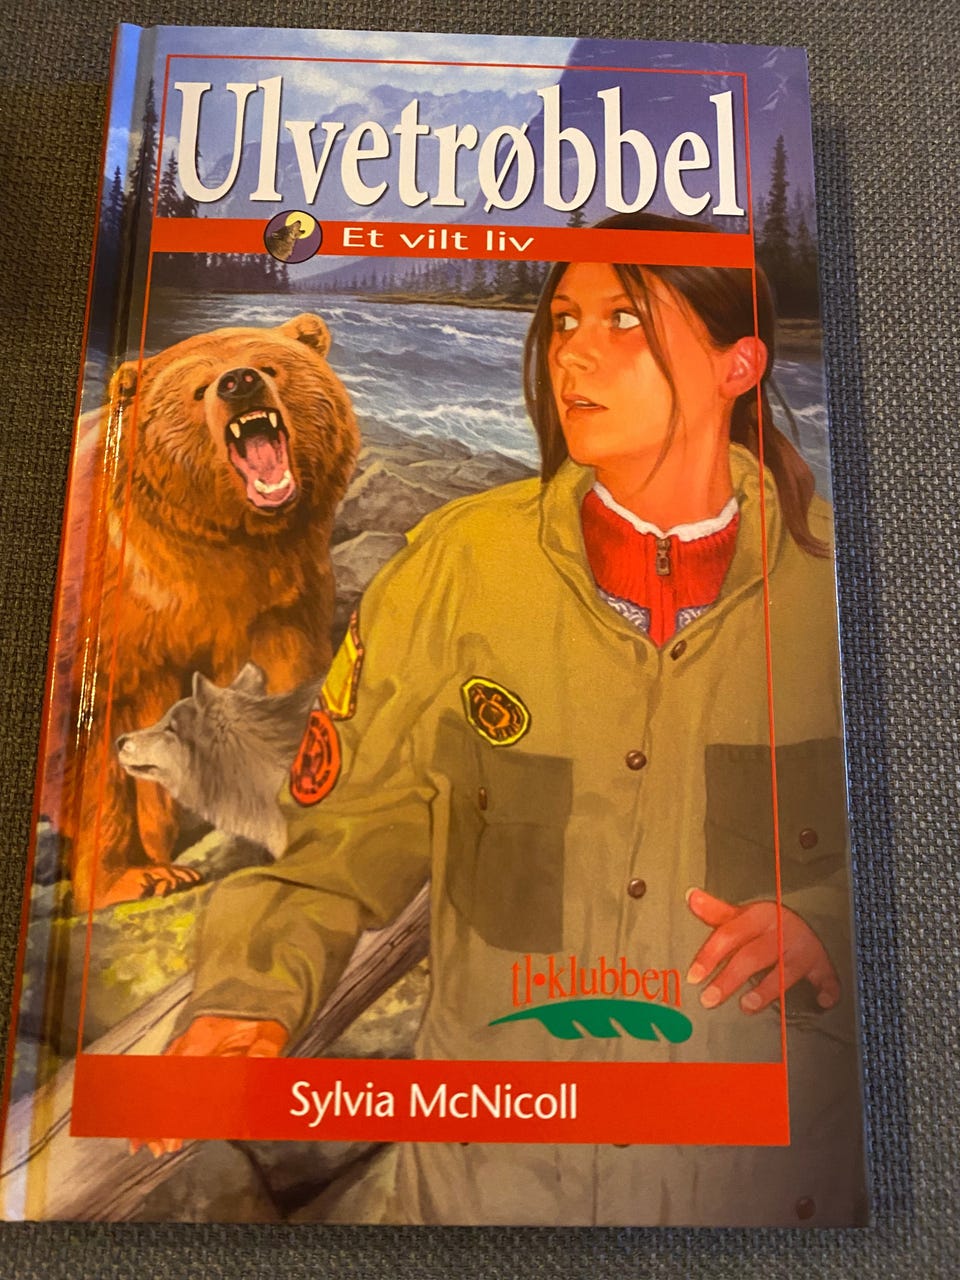 Ulvetrøbbel
Et vilt liv
tl•klubben
Sylvia McNicoll